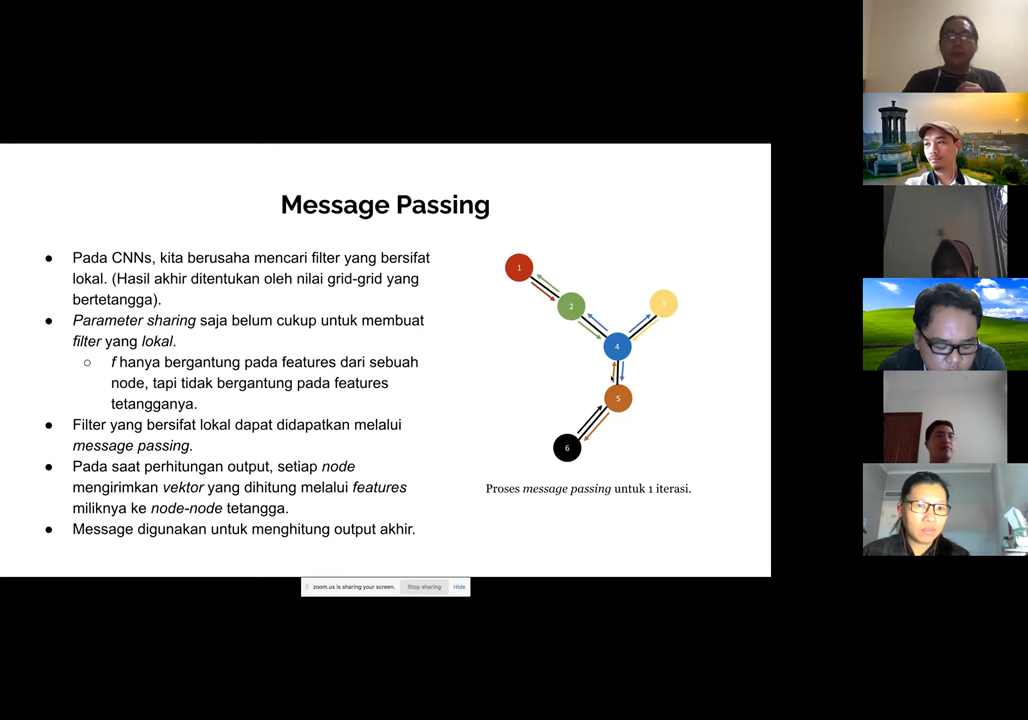 Message Passing
● Pada CNNs, kita berusaha mencari filter yang bersifat
lokal. (Hasil akhir ditentukan oleh nilai grid-grid yang
bertetangga).
● Parameter sharing saja belum cukup untuk membuat
filter yang lokal.
○ f hanya bergantung pada features dari sebuah
node, tapi tidak bergantung pada features
tetangganya.
● Filter yang bersifat lokal dapat didapatkan melalui
message passing.
● Pada saat perhitungan output, setiap node
mengirimkan vektor yang dihitung melalui features
miliknya ke node-node tetangga.
● Message digunakan untuk menghitung output akhir.
1
2
3
4
5
6
Proses message passing untuk 1 iterasi.
zoom.us is sharing your screen. Stop sharing Hide